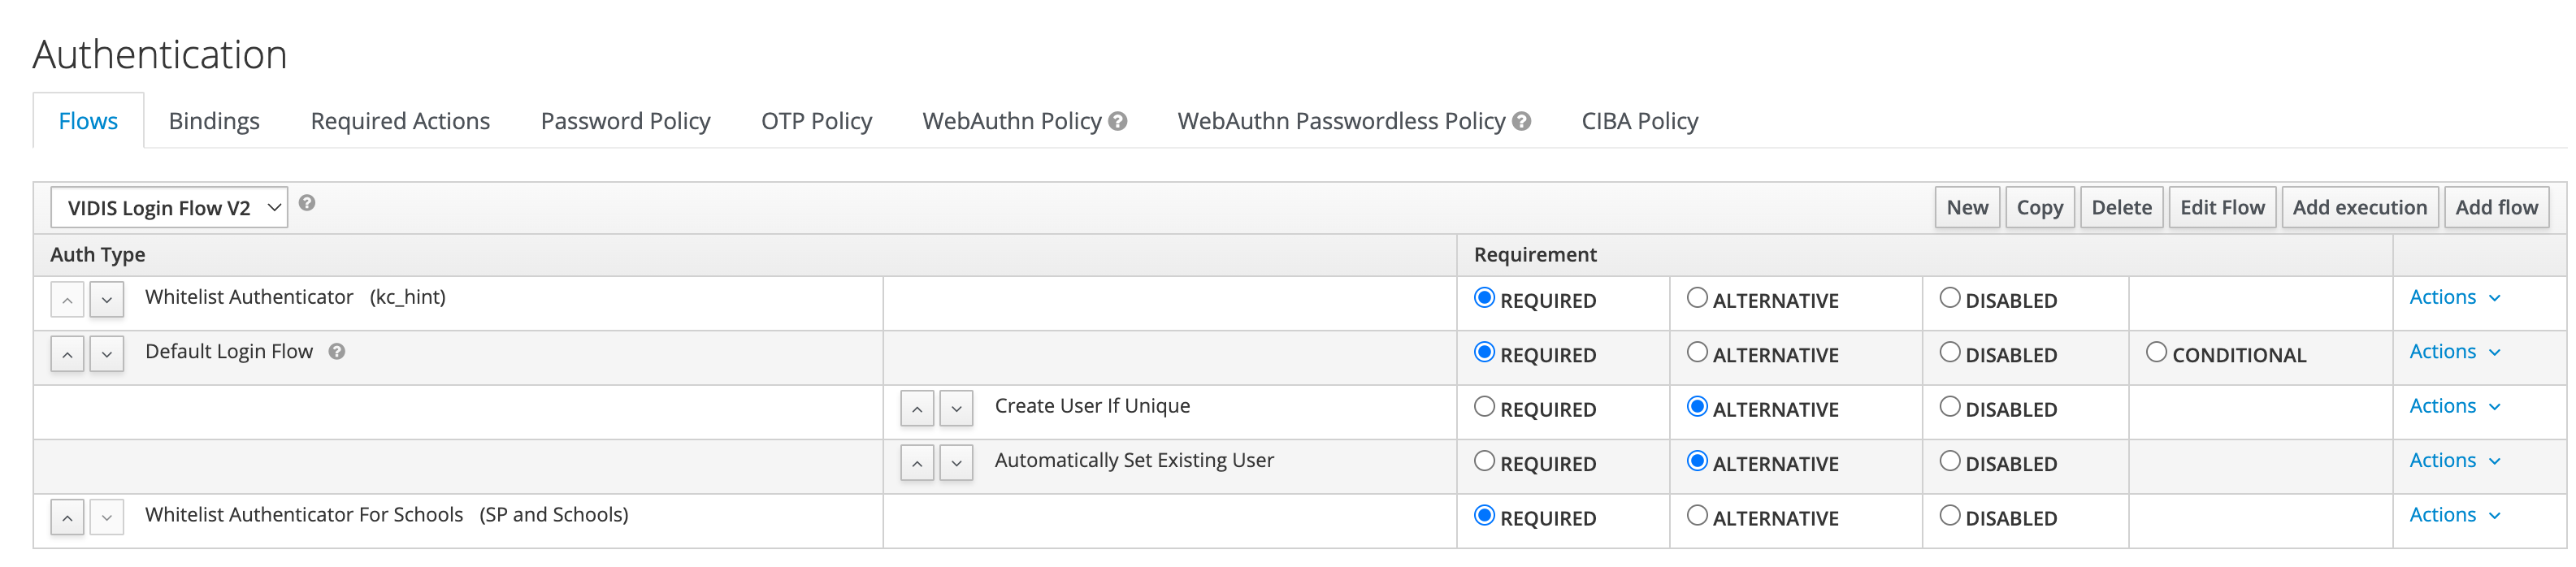 Authentication
Flows Bindings Required Actions Password Policy OTP Policy WebAuthn Policy ? WebAuthn Passwordless Policy ? CIBA Policy
VIDIS Login Flow V2 ? New Copy Delete Edit Flow Add execution Add flow
Auth Type Requirement
Whitelist Authenticator (kc_hint) REQUIRED ALTERNATIVE DISABLED Actions
Default Login Flow ? REQUIRED ALTERNATIVE DISABLED CONDITIONAL Actions
Create User If Unique REQUIRED ALTERNATIVE DISABLED Actions
Automatically Set Existing User REQUIRED ALTERNATIVE DISABLED Actions
Whitelist Authenticator For Schools (SP and Schools) REQUIRED ALTERNATIVE DISABLED Actions